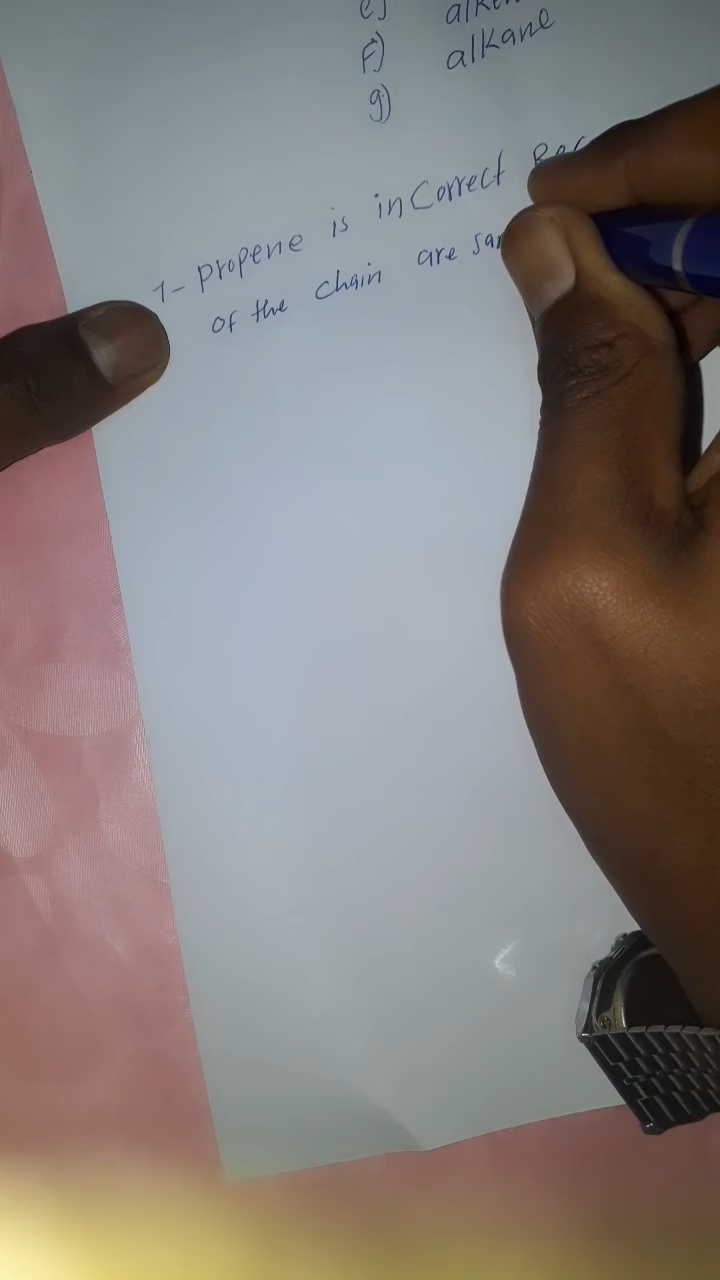 e)
f) alkane
g)
1- propene is inCorrect
of the chain are